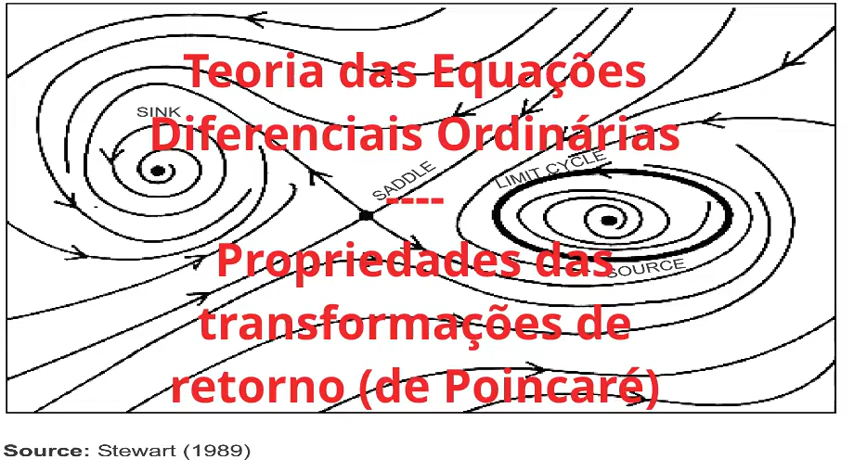 Teoria das Equações
SINK
Diferenciais Ordinárias
SADDLE
LIMIT CYCLE
----
Propriedades das
SOURCE
transformações de
retorno (de Poincaré)
Source: Stewart (1989)